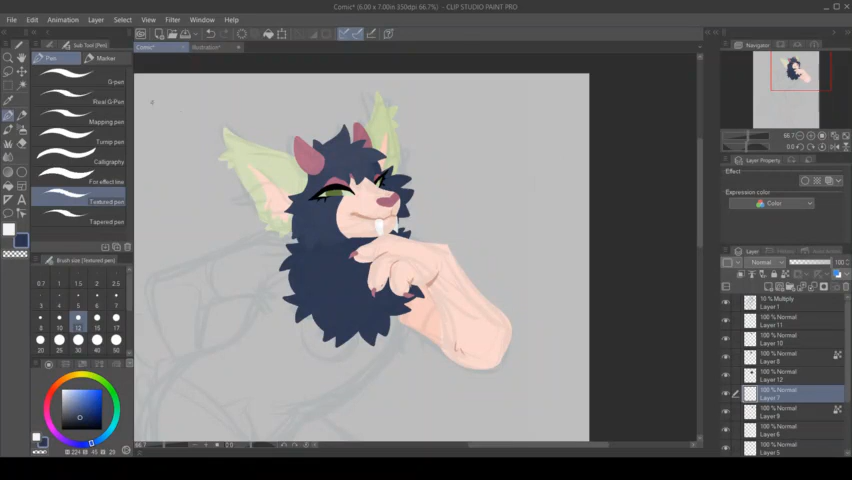 Comic* (6.00 x 7.00in 350dpi 66.7%) - CLIP STUDIO PAINT PRO
File Edit Animation Layer Select View Filter Window Help
Sub Tool [Pen]
Comic*
Illustration*
Navigator
Pen
Marker
G-pen
Real G-Pen
Mapping pen
Turnip pen
Calligraphy
For effect line
Textured pen
Tapered pen
Brush size [Textured pen]
0.7 1 1.5 2 2.5
3 4 5 6 7
8 10 12 15 17
20 25 30 40 50
66.7
Layer Property
Effect
Expression color
Color
Layer
Normal
100
10 % Multiply
Layer 1
100 % Normal
Layer 11
100 % Normal
Layer 10
100 % Normal
Layer 8
100 % Normal
Layer 12
100 % Normal
Layer 7
100 % Normal
Layer 9
100 % Normal
Layer 6
100 % Normal
Layer 5
66.7
0.0